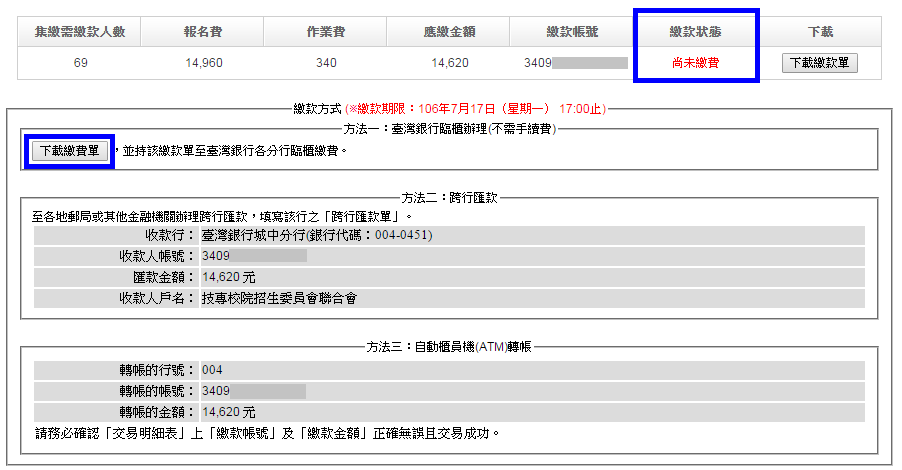 集繳需繳款人數 報名費 作業費 應繳金額 繳款帳號 繳款狀態 下載
69 14,960 340 14,620 3409 尚未繳費 下載繳款單
繳款方式 (※繳款期限：106年7月17日（星期一） 17:00止)
方法一：臺灣銀行臨櫃辦理(不需手續費)
下載繳費單 ，並持該繳款單至臺灣銀行各分行臨櫃繳費。
方法二：跨行匯款
至各地郵局或其他金融機關辦理跨行匯款，填寫該行之「跨行匯款單」。
收款行： 臺灣銀行城中分行(銀行代碼：004-0451)
收款人帳號： 3409
匯款金額： 14,620 元
收款人戶名： 技專校院招生委員會聯合會
方法三：自動櫃員機(ATM)轉帳
轉帳的行號： 004
轉帳的帳號： 3409
轉帳的金額： 14,620 元
請務必確認「交易明細表」上「繳款帳號」及「繳款金額」正確無誤且交易成功。